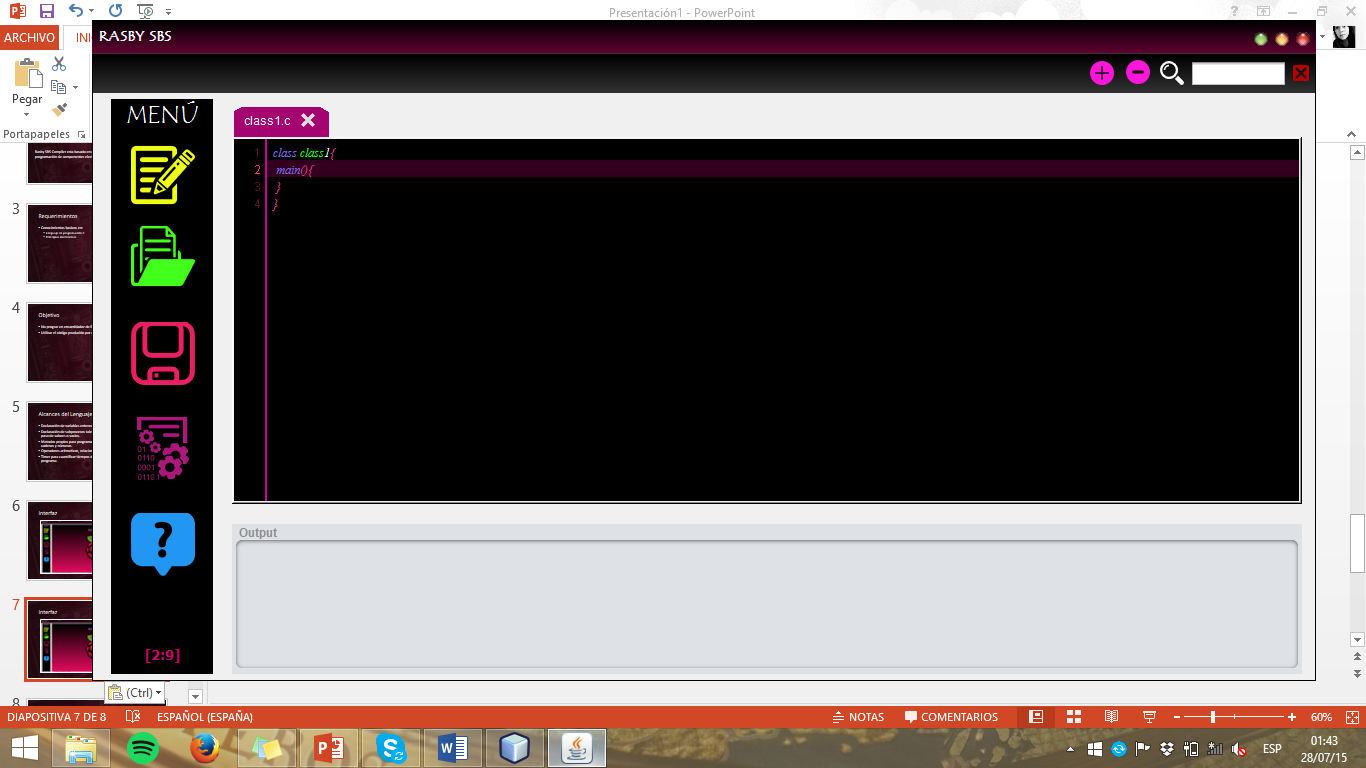 Presentación1 - PowerPoint
ARCHIVO
INI
RASBY SBS
Pegar
Portapapeles
MENÚ
class1.c
1 class class1{
2 main(){
3 }
4 }
01
0110
0001
0110 1
Output
[2:9]
3
Requerimientos
4
Objetivo
5
Alcances del Lenguaje
6
Interfaz
7
Interfaz
8
(Ctrl)
DIAPOSITIVA 7 DE 8
ESPAÑOL (ESPAÑA)
NOTAS
COMENTARIOS
60%
ESP
01:43
28/07/15